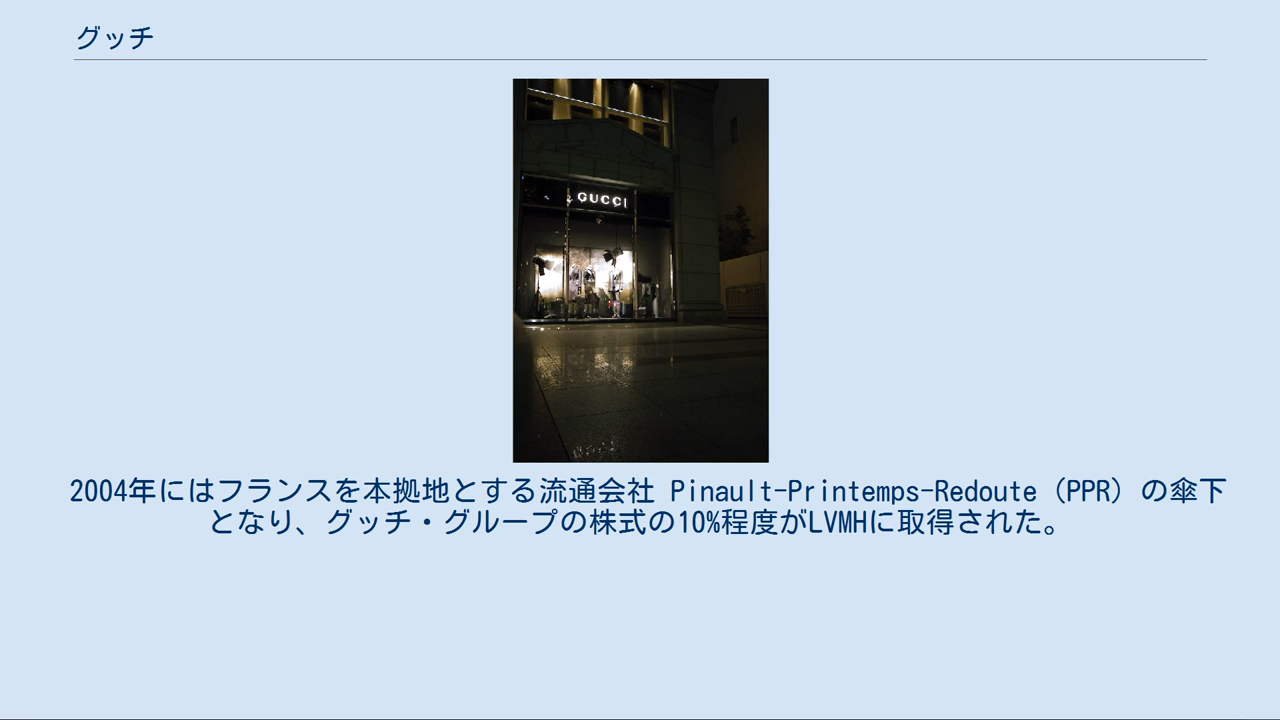 グッチ
GUCCI
2004年にはフランスを本拠地とする流通会社 Pinault-Printemps-Redoute（PPR）の傘下
となり、グッチ・グループの株式の10%程度がLVMHに取得された。